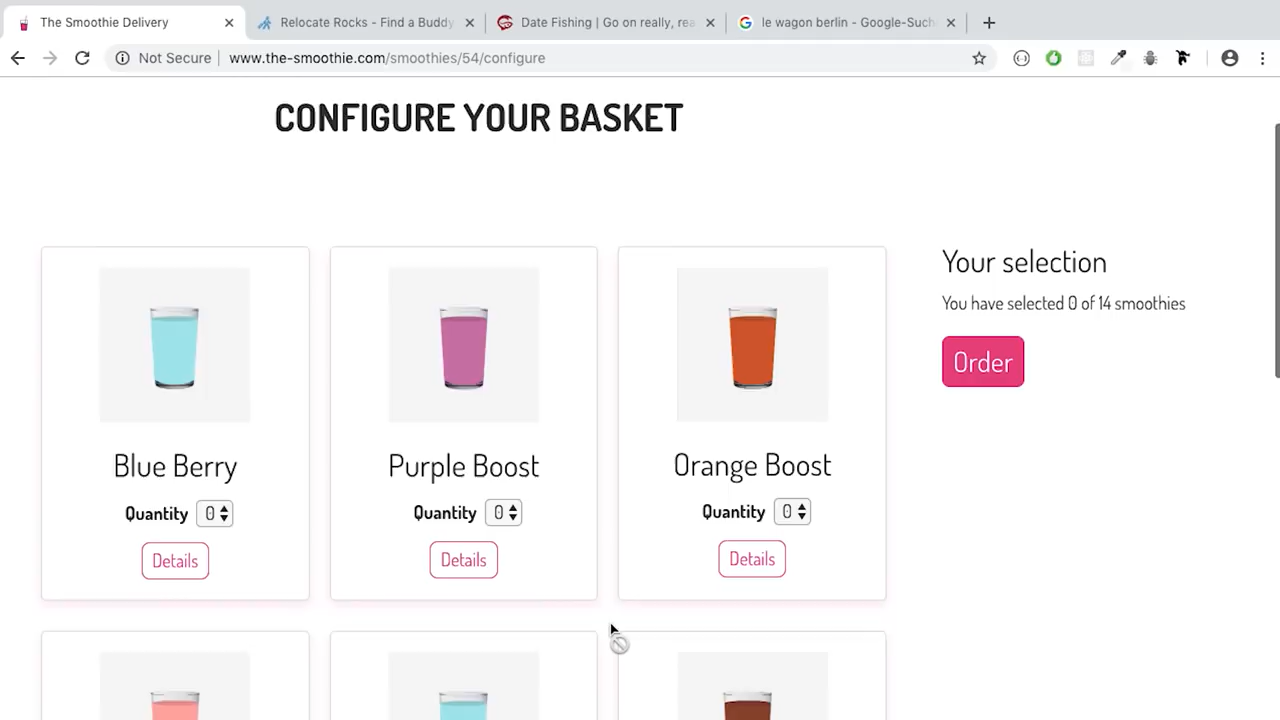 The Smoothie Delivery
Relocate Rocks - Find a Buddy
Date Fishing | Go on really, rea
le wagon berlin - Google-Such
Not Secure
www.the-smoothie.com/smoothies/54/configure
CONFIGURE YOUR BASKET
Blue Berry
Quantity 0
Details
Purple Boost
Quantity 0
Details
Orange Boost
Quantity 0
Details
Your selection
You have selected 0 of 14 smoothies
Order